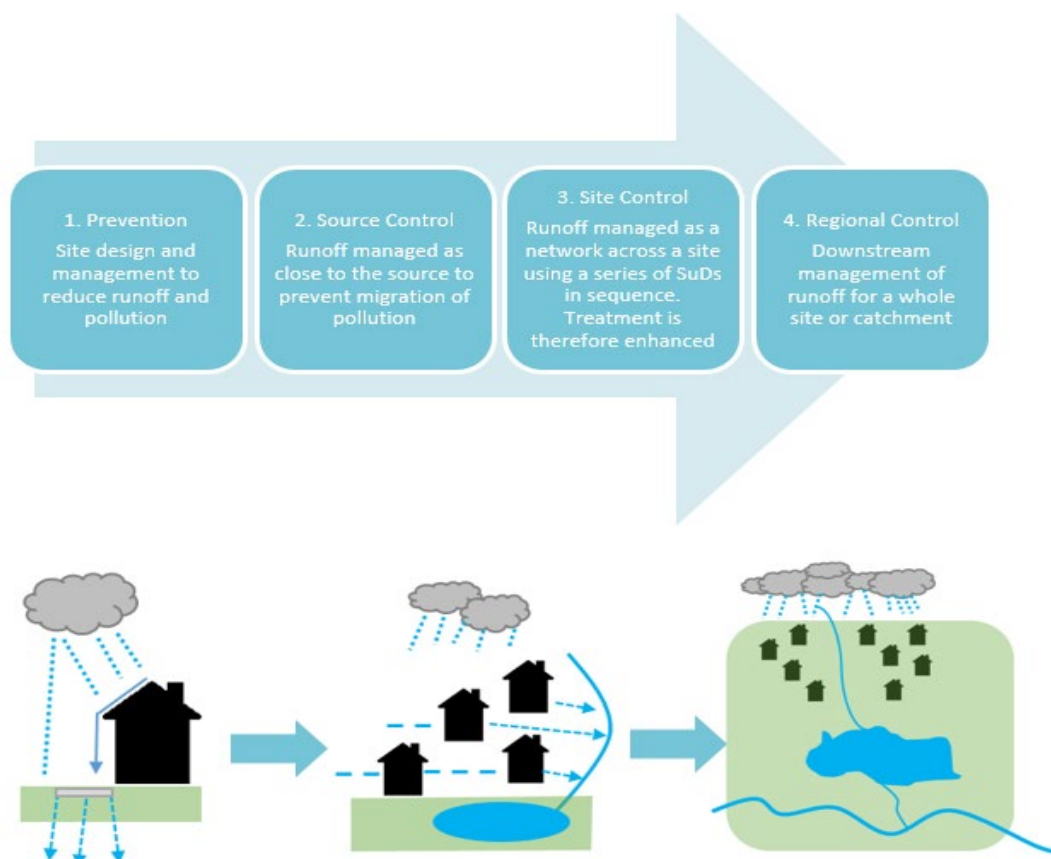 1. Prevention
Site design and
management to
reduce runoff and
pollution
2. Source Control
Runoff managed as
close to the source to
prevent migration of
pollution
3. Site Control
Runoff managed as a
network across a site
using a series of SuDs
in sequence.
Treatment is
therefore enhanced
4. Regional Control
Downstream
management of
runoff for a whole
site or catchment